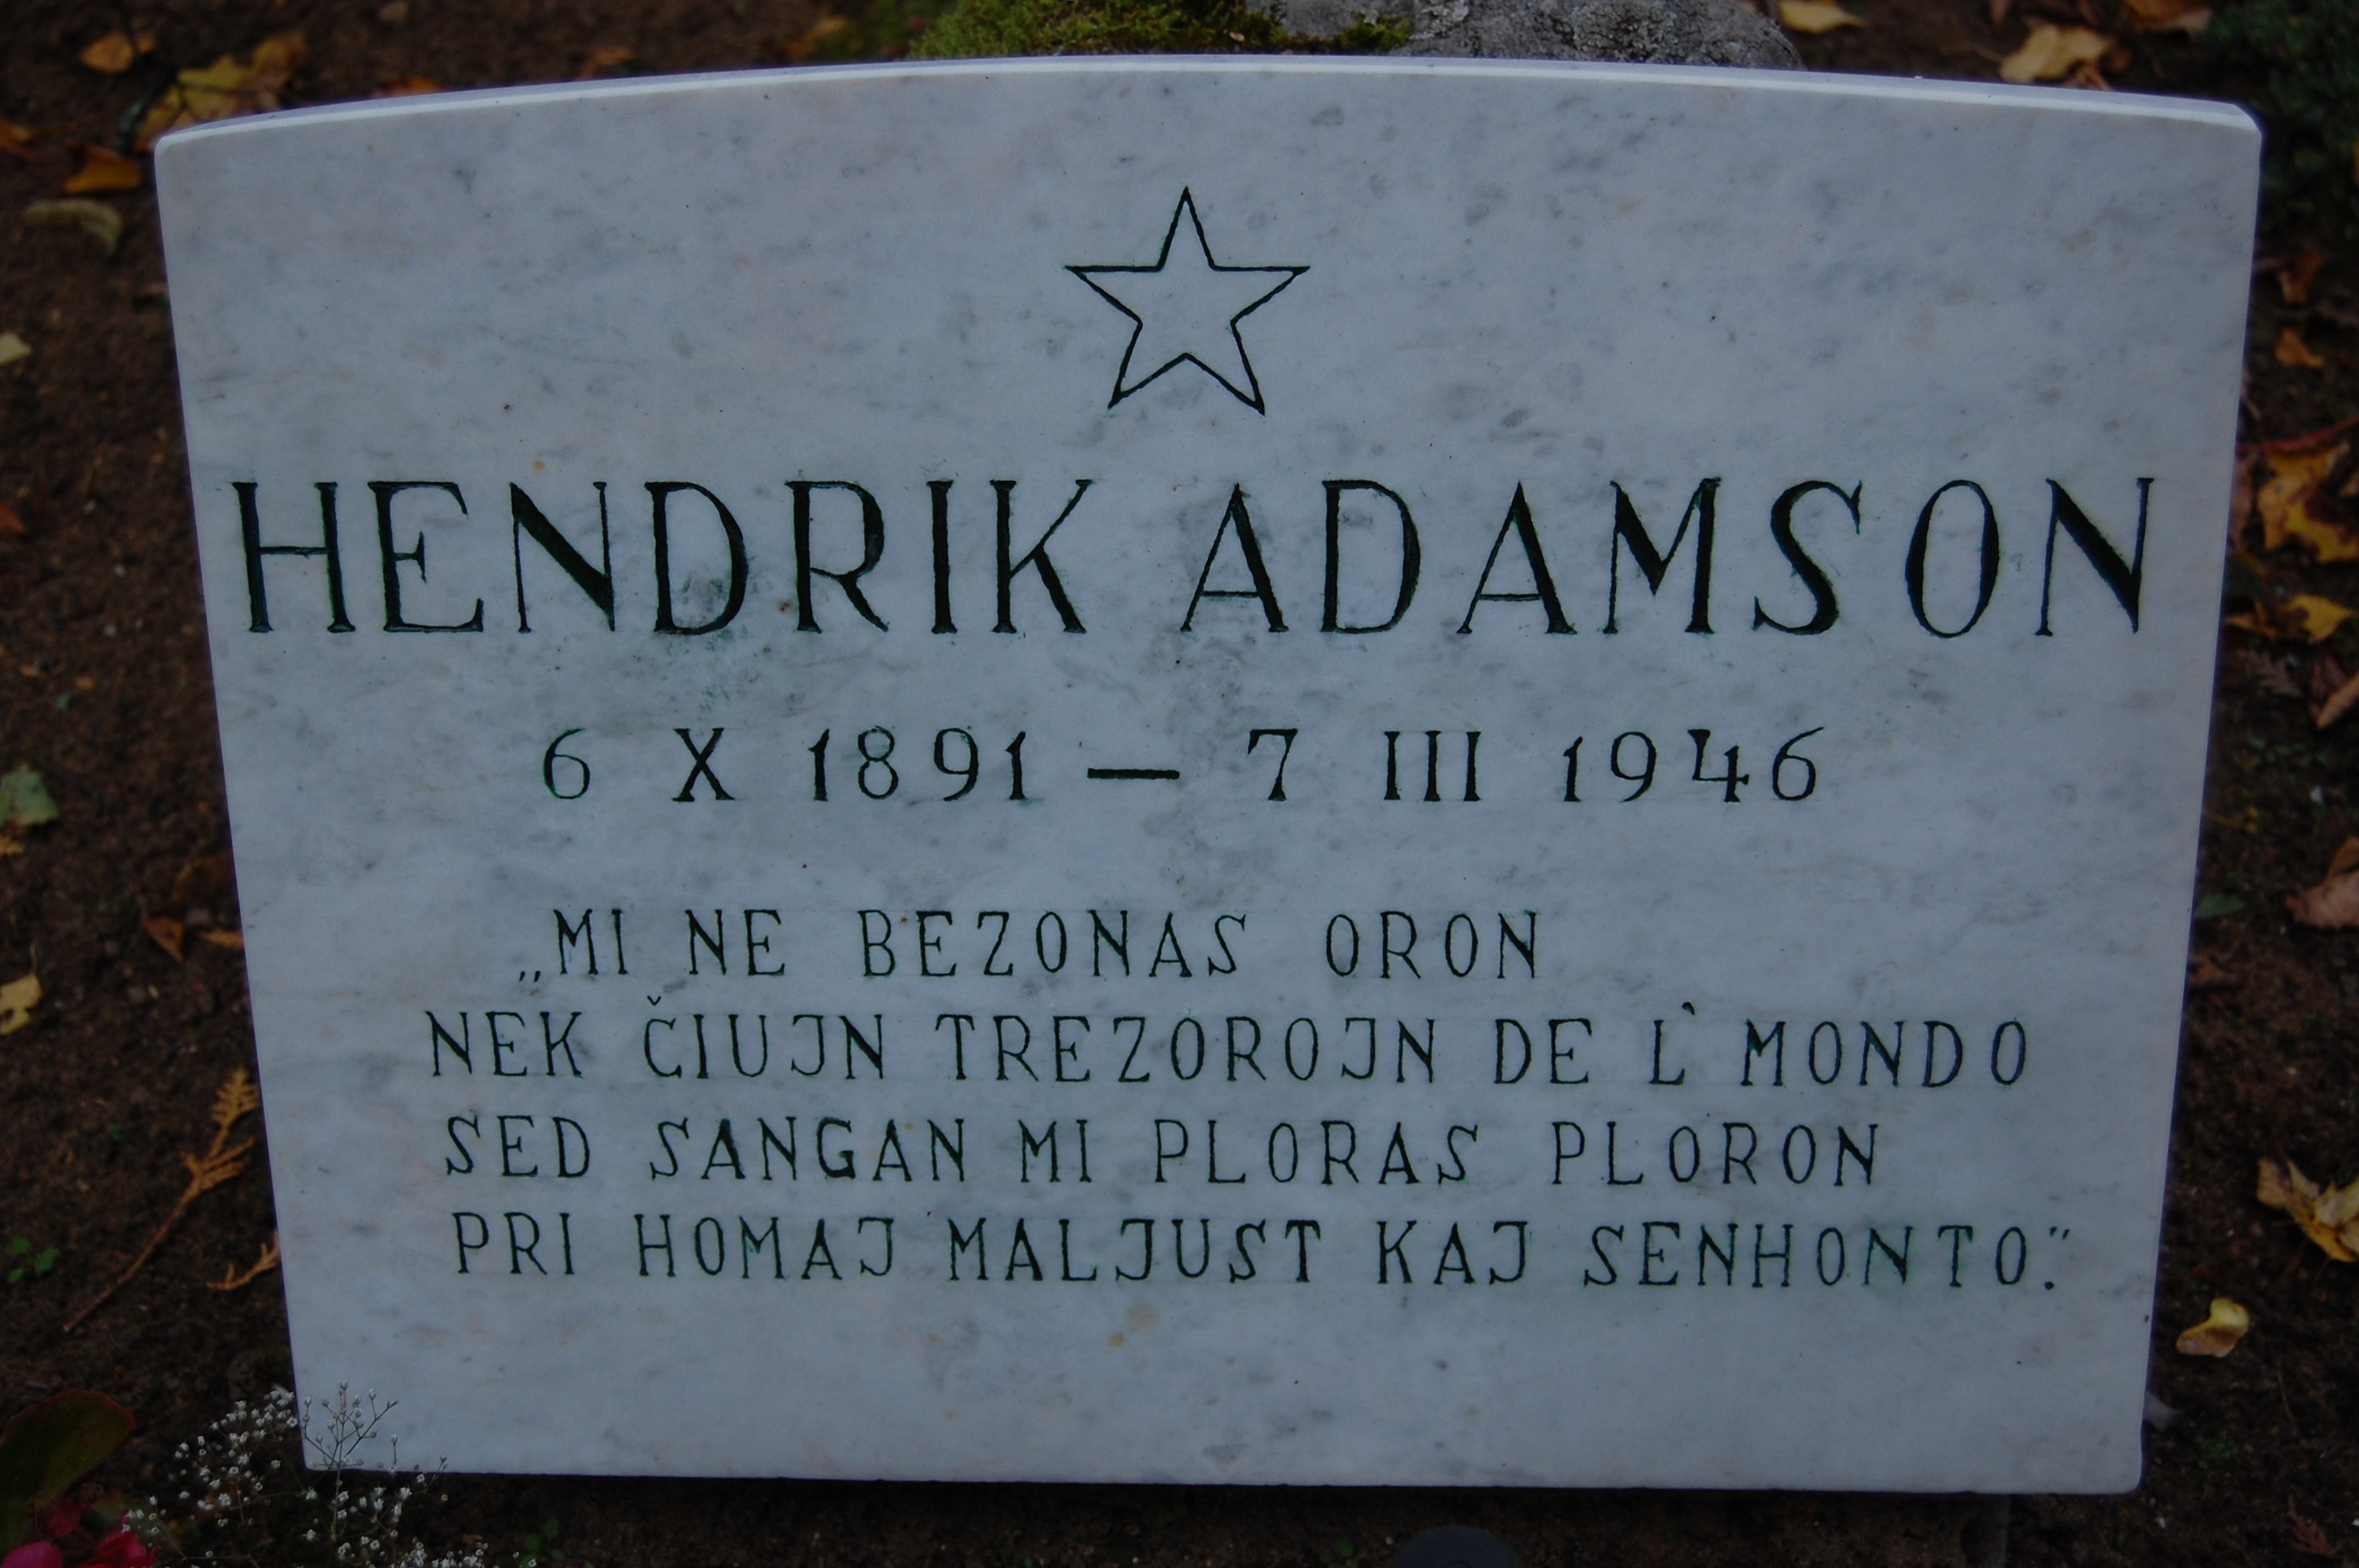 HENDRIK ADAMSON
6 X 1891 — 7 III 1946
„MI NE BEZONAS ORON
NEK ČIUJN TREZOROJN DE L' MONDO
SED SANGAN MI PLORAS PLORON
PRI HOMAJ MALJUST KAJ SENHONTO.”